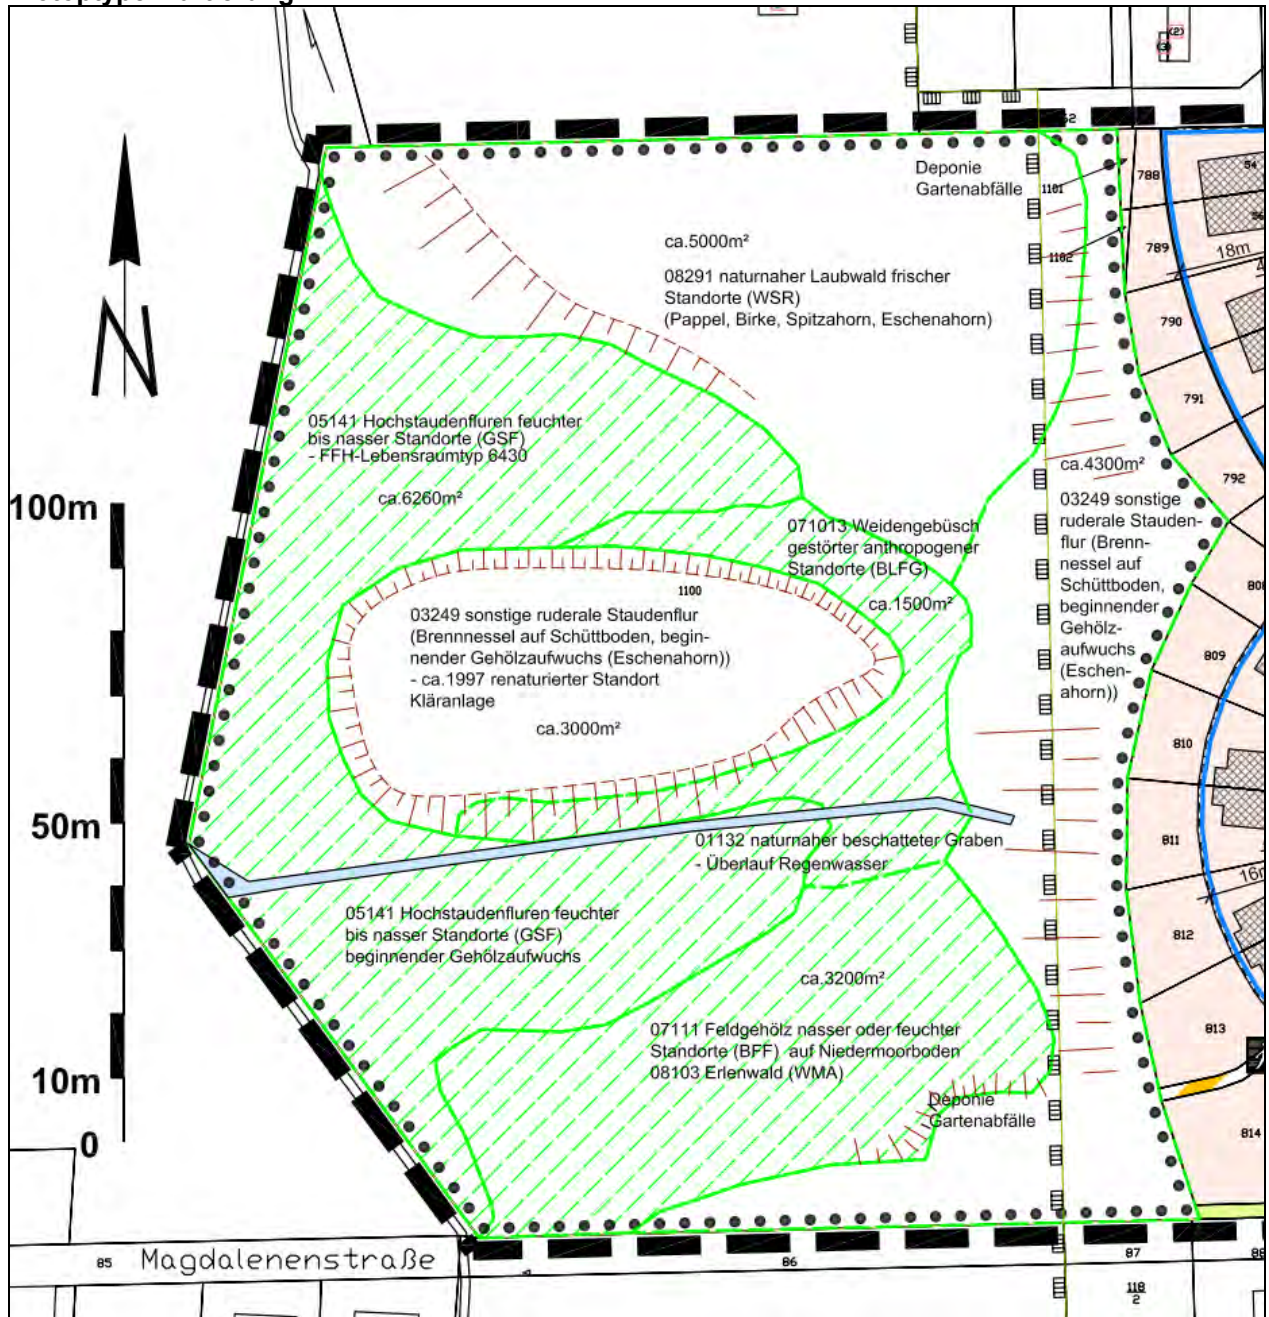 62
(2)
(3)
54
56
Deponie
Gartenabfälle
1101
788
1102
789
18m
ca.5000m²
08291 naturnaher Laubwald frischer
Standorte (WSR)
(Pappel, Birke, Spitzahorn, Eschenahorn)
790
791
N
05141 Hochstaudenfluren feuchter
bis nasser Standorte (GSF)
- FFH-Lebensraumtyp 6430
ca.6260m²
ca.4300m²
03249 sonstige
ruderale Stauden-
flur (Brenn-
nessel auf
Schüttboden,
beginnender
Gehölz-
aufwuchs
(Eschen-
ahorn))
792
100m
071013 Weidengebüsch
gestörter anthropogener
Standorte (BLFG)
ca.1500m²
1100
03249 sonstige ruderale Staudenflur
(Brennnessel auf Schüttboden, begin-
nender Gehölzaufwuchs (Eschenahorn))
- ca.1997 renaturierter Standort
Kläranlage
ca.3000m²
809
810
50m
01132 naturnaher beschatteter Graben
- Überlauf Regenwasser
811
05141 Hochstaudenfluren feuchter
bis nasser Standorte (GSF)
beginnender Gehölzaufwuchs
812
ca.3200m²
07111 Feldgehölz nasser oder feuchter
Standorte (BFF) auf Niedermoorboden
08103 Erlenwald (WMA)
813
10m
Deponie
Gartenabfälle
814
0
85
Magdalenenstraße
86
87
118
2